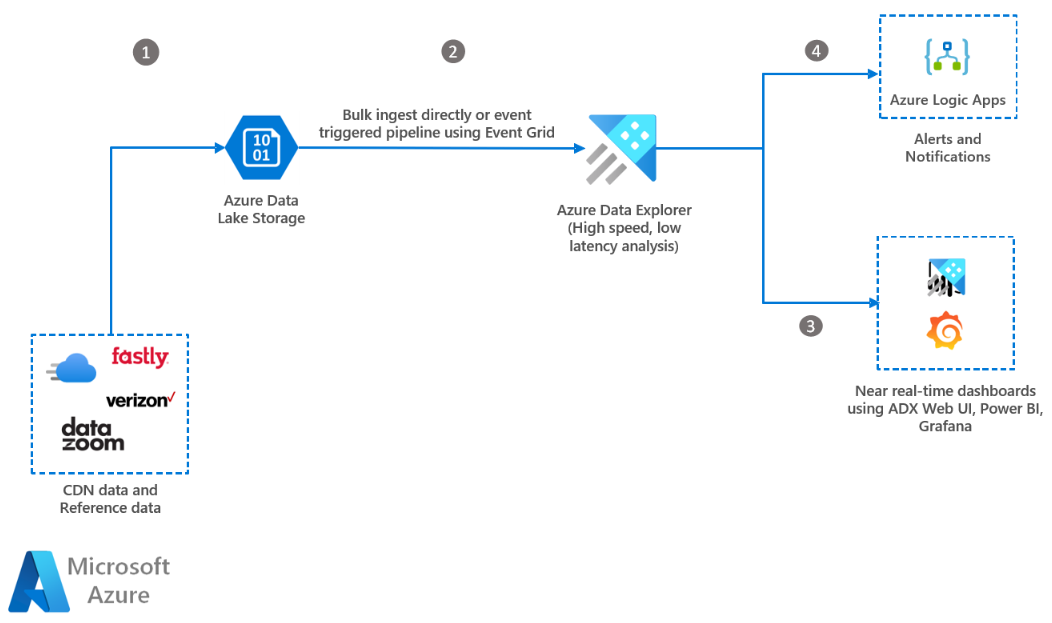 1
2
4
Azure Logic Apps
Alerts and
Notifications
Bulk ingest directly or event
triggered pipeline using Event Grid
10
01
Azure Data
Lake Storage
Azure Data Explorer
(High speed, low
latency analysis)
3
Near real-time dashboards
using ADX Web UI, Power BI,
Grafana
fastly
verizon✓
data
zoom
CDN data and
Reference data
Microsoft
Azure